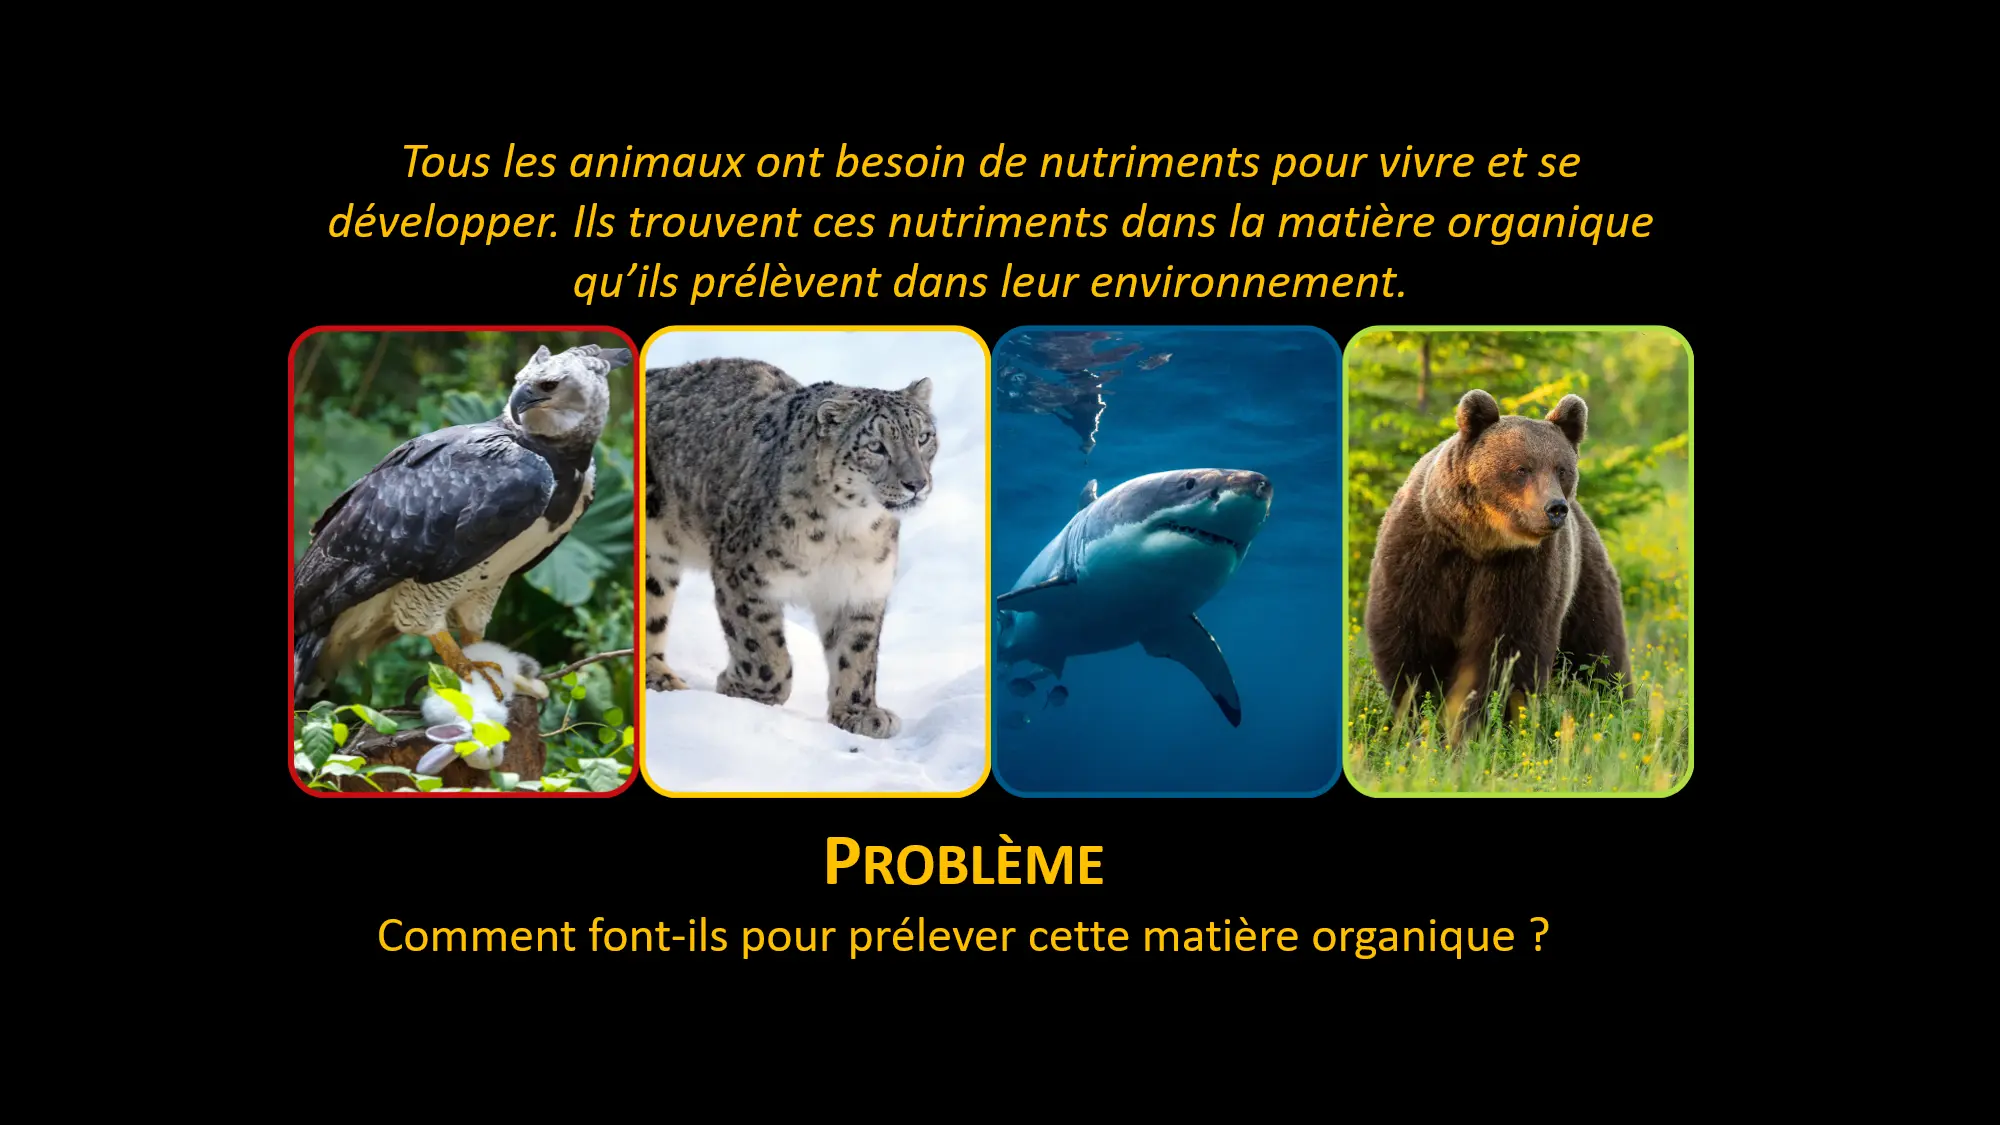 Tous les animaux ont besoin de nutriments pour vivre et se
développer. Ils trouvent ces nutriments dans la matière organique
qu’ils prélèvent dans leur environnement.
PROBLÈME
Comment font-ils pour prélever cette matière organique ?